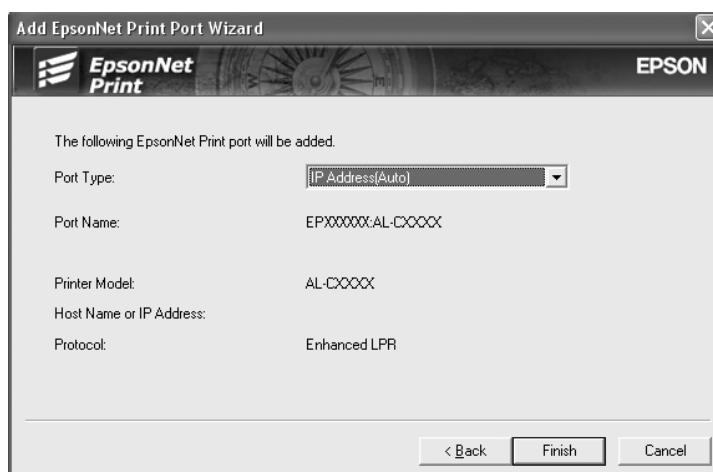 Add EpsonNet Print Port Wizard
EpsonNet
Print
EPSON
W
E
The following EpsonNet Print port will be added.
Port Type: IP Address(Auto)
Port Name: EPXXXXXX:AL-CXXXX
Printer Model: AL-CXXXX
Host Name or IP Address:
Protocol: Enhanced LPR
< Back Finish Cancel